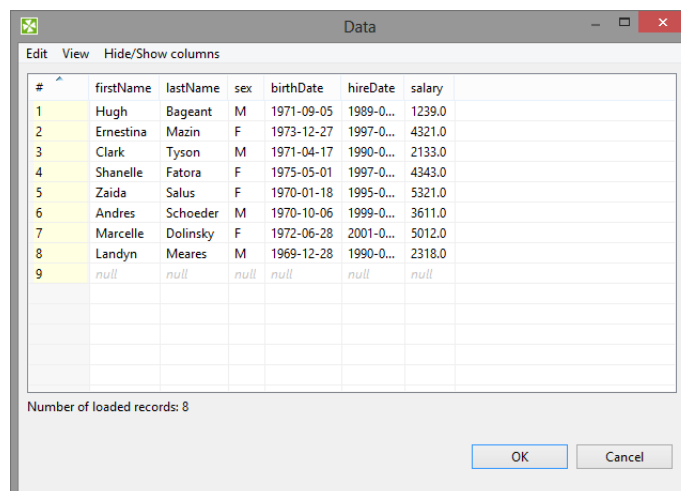 Data
Edit View Hide/Show columns
# firstName lastName sex birthDate hireDate salary
1 Hugh Bageant M 1971-09-05 1989-0... 1239.0
2 Ernestina Mazin F 1973-12-27 1997-0... 4321.0
3 Clark Tyson M 1971-04-17 1990-0... 2133.0
4 Shanelle Fatora F 1975-05-01 1997-0... 4343.0
5 Zaida Salus F 1970-01-18 1995-0... 5321.0
6 Andres Schoeder M 1970-10-06 1999-0... 3611.0
7 Marcelle Dolinsky F 1972-06-28 2001-0... 5012.0
8 Landyn Meares M 1969-12-28 1990-0... 2318.0
9 null null null null null null
Number of loaded records: 8
OK Cancel